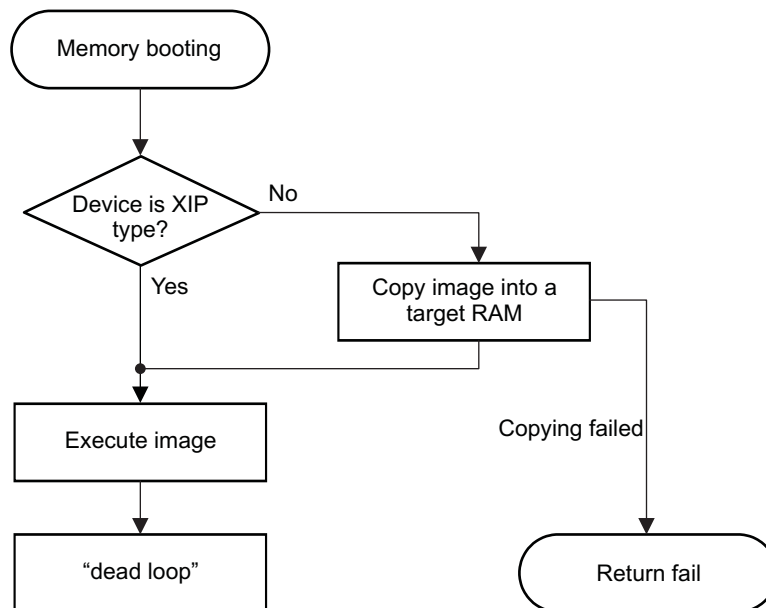 Memory booting
Device is XIP
type?
No
Yes
Copy image into a
target RAM
Execute image
Copying failed
“dead loop”
Return fail